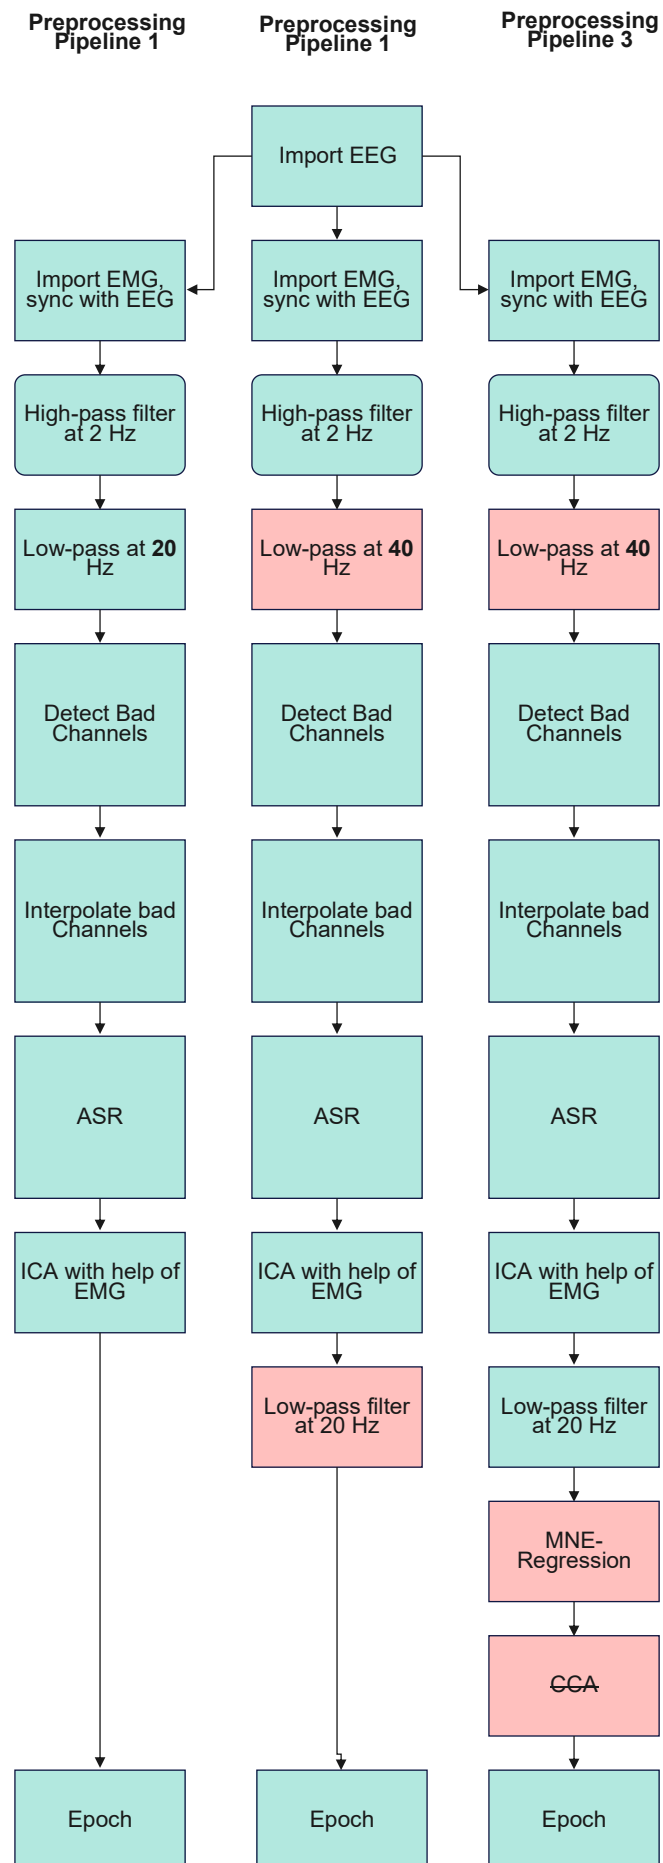 Preprocessing
Pipeline 1
Preprocessing
Pipeline 1
Preprocessing
Pipeline 3
Import EEG
Import EMG,
sync with EEG
Import EMG,
sync with EEG
Import EMG,
sync with EEG
High-pass filter
at 2 Hz
High-pass filter
at 2 Hz
High-pass filter
at 2 Hz
Low-pass at 20
Hz
Low-pass at 40
Hz
Low-pass at 40
Hz
Detect Bad
Channels
Detect Bad
Channels
Detect Bad
Channels
Interpolate bad
Channels
Interpolate bad
Channels
Interpolate bad
Channels
ASR
ASR
ASR
ICA with help of
EMG
ICA with help of
EMG
ICA with help of
EMG
Low-pass filter
at 20 Hz
Low-pass filter
at 20 Hz
MNE-
Regression
CCA
Epoch
Epoch
Epoch